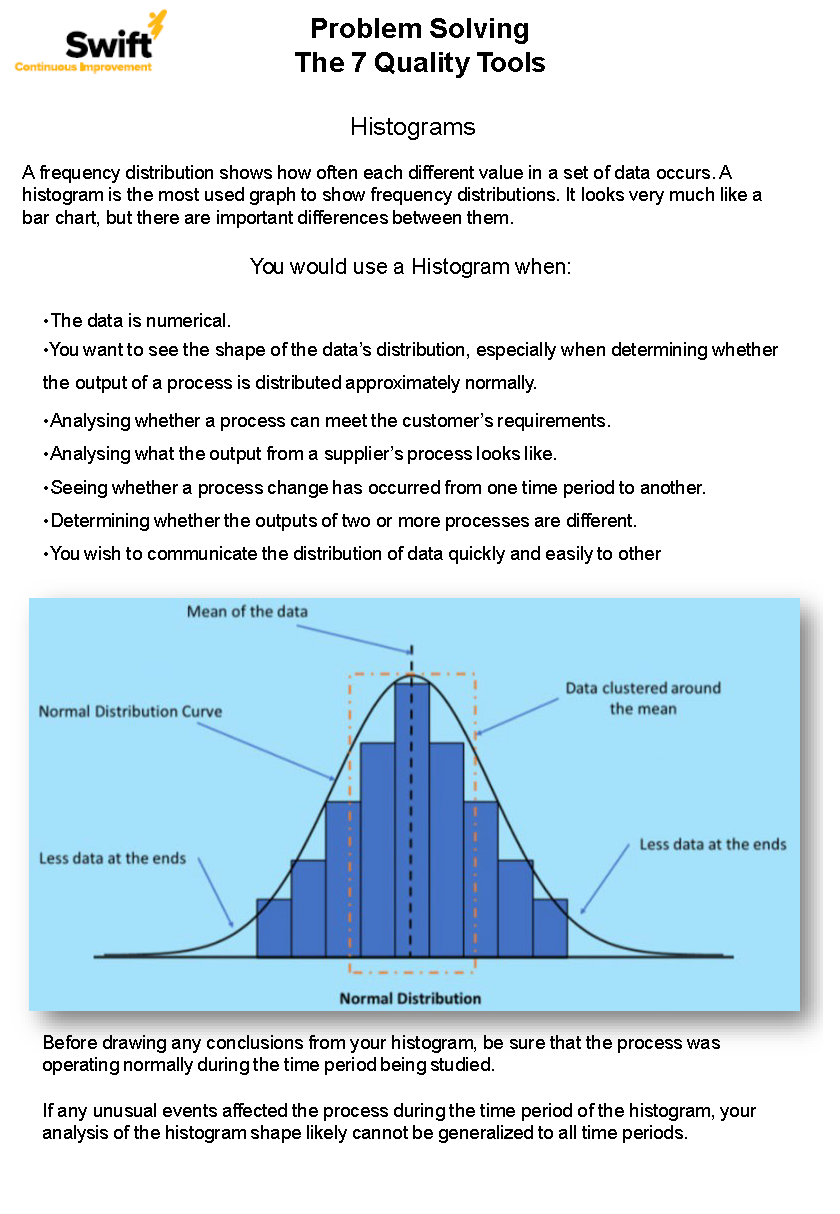 Swift
Continuous Improvement
Problem Solving
The 7 Quality Tools
Histograms
A frequency distribution shows how often each different value in a set of data occurs. A
histogram is the most used graph to show frequency distributions. It looks very much like a
bar chart, but there are important differences between them.
You would use a Histogram when:
•The data is numerical.
•You want to see the shape of the data’s distribution, especially when determining whether
the output of a process is distributed approximately normally.
•Analysing whether a process can meet the customer’s requirements.
•Analysing what the output from a supplier’s process looks like.
•Seeing whether a process change has occurred from one time period to another.
•Determining whether the outputs of two or more processes are different.
•You wish to communicate the distribution of data quickly and easily to other
Mean of the data
Data clustered around
the mean
Normal Distribution Curve
Less data at the ends
Less data at the ends
Normal Distribution
Before drawing any conclusions from your histogram, be sure that the process was
operating normally during the time period being studied.
If any unusual events affected the process during the time period of the histogram, your
analysis of the histogram shape likely cannot be generalized to all time periods.